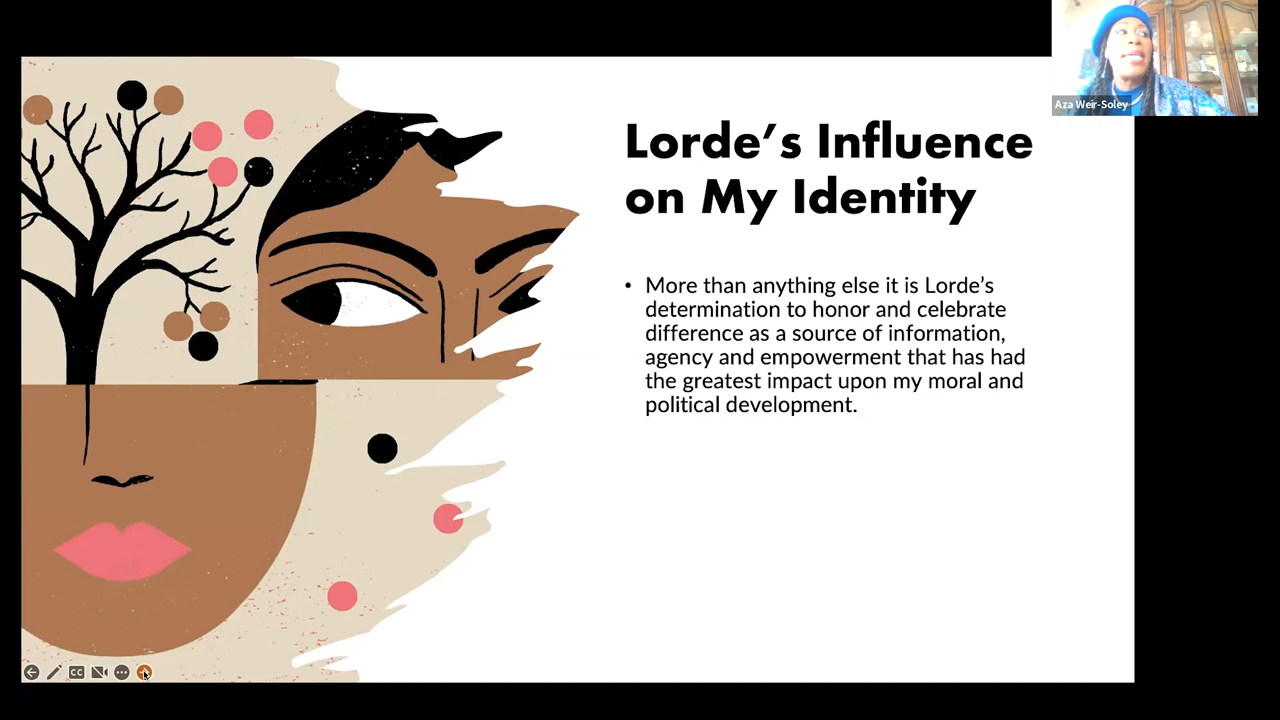 Aza Weir-Soley
Lorde's Influence
on My Identity
• More than anything else it is Lorde's
determination to honor and celebrate
difference as a source of information,
agency and empowerment that has had
the greatest impact upon my moral and
political development.
CC